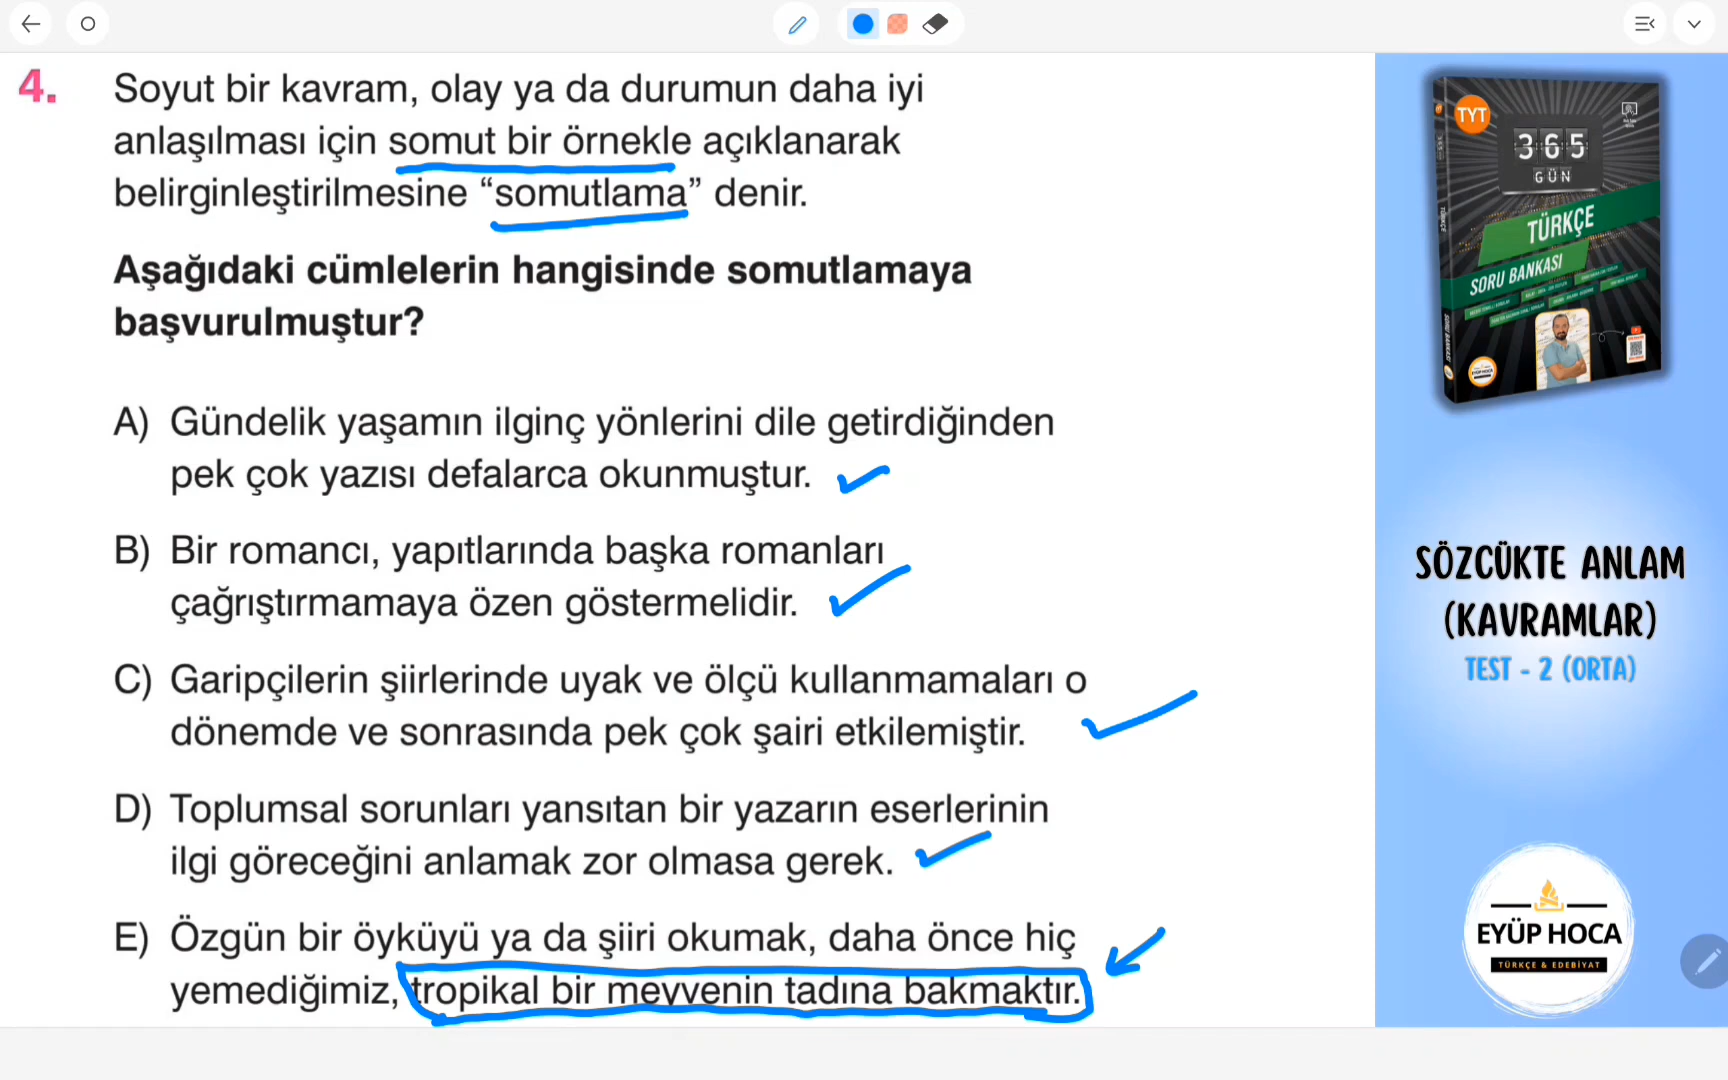 4.
Soyut bir kavram, olay ya da durumun daha iyi
anlaşılması için somut bir örnekle açıklanarak
belirginleştirilmesine “somutlama” denir.
Aşağıdaki cümlelerin hangisinde somutlamaya
başvurulmuştur?
A) Gündelik yaşamın ilginç yönlerini dile getirdiğinden
pek çok yazısı defalarca okunmuştur.
B) Bir romancı, yapıtlarında başka romanları
çağrıştırmamaya özen göstermelidir.
C) Garipçilerin şiirlerinde uyak ve ölçü kullanmamaları o
dönemde ve sonrasında pek çok şairi etkilemiştir.
D) Toplumsal sorunları yansıtan bir yazarın eserlerinin
ilgi göreceğini anlamak zor olmasa gerek.
E) Özgün bir öyküyü ya da şiiri okumak, daha önce hiç
yemediğimiz, tropikal bir meyvenin tadına bakmaktır.
TYT
365
GÜN
TÜRKÇE
SORU BANKASI
SÖZCÜKTE ANLAM
(KAVRAMLAR)
TEST - 2 (ORTA)
EYÜP HOCA
TÜRKÇE & EDEBİYAT